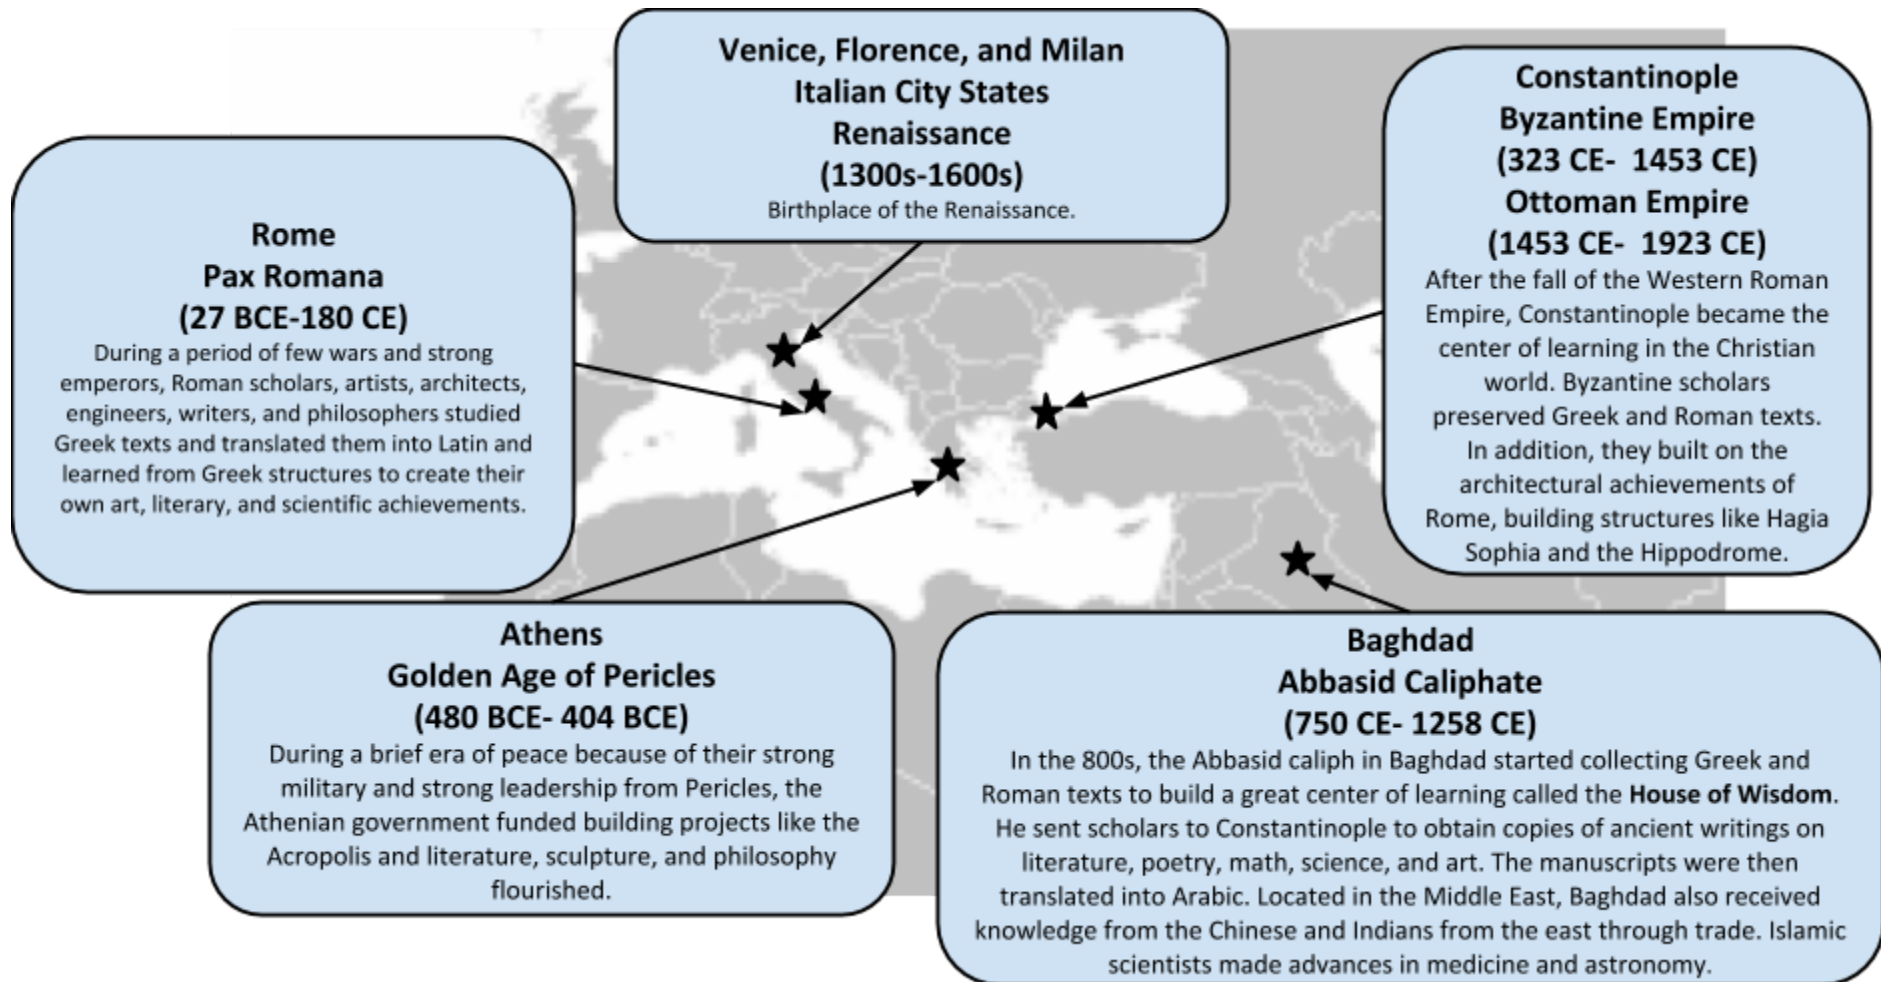 Venice, Florence, and Milan
Italian City States
Renaissance
(1300s-1600s)
Birthplace of the Renaissance.
Constantinople
Byzantine Empire
(323 CE-  1453 CE)
Ottoman Empire
(1453 CE-  1923 CE)
After the fall of the Western Roman
Empire, Constantinople became the
center of learning in the Christian
world. Byzantine scholars
preserved Greek and Roman texts.
In addition, they built on the
architectural achievements of
Rome, building structures like Hagia
Sophia and the Hippodrome.
Rome
Pax Romana
(27 BCE-180 CE)
During a period of few wars and strong
emperors, Roman scholars, artists, architects,
engineers, writers, and philosophers studied
Greek texts and translated them into Latin and
learned from Greek structures to create their
own art, literary, and scientific achievements.
Athens
Golden Age of Pericles
(480 BCE- 404 BCE)
During a brief era of peace because of their strong
military and strong leadership from Pericles, the
Athenian government funded building projects like the
Acropolis and literature, sculpture, and philosophy
flourished.
Baghdad
Abbasid Caliphate
(750 CE- 1258 CE)
In the 800s, the Abbasid caliph in Baghdad started collecting Greek and
Roman texts to build a great center of learning called the House of Wisdom.
He sent scholars to Constantinople to obtain copies of ancient writings on
literature, poetry, math, science, and art. The manuscripts were then
translated into Arabic. Located in the Middle East, Baghdad also received
knowledge from the Chinese and Indians from the east through trade. Islamic
scientists made advances in medicine and astronomy.